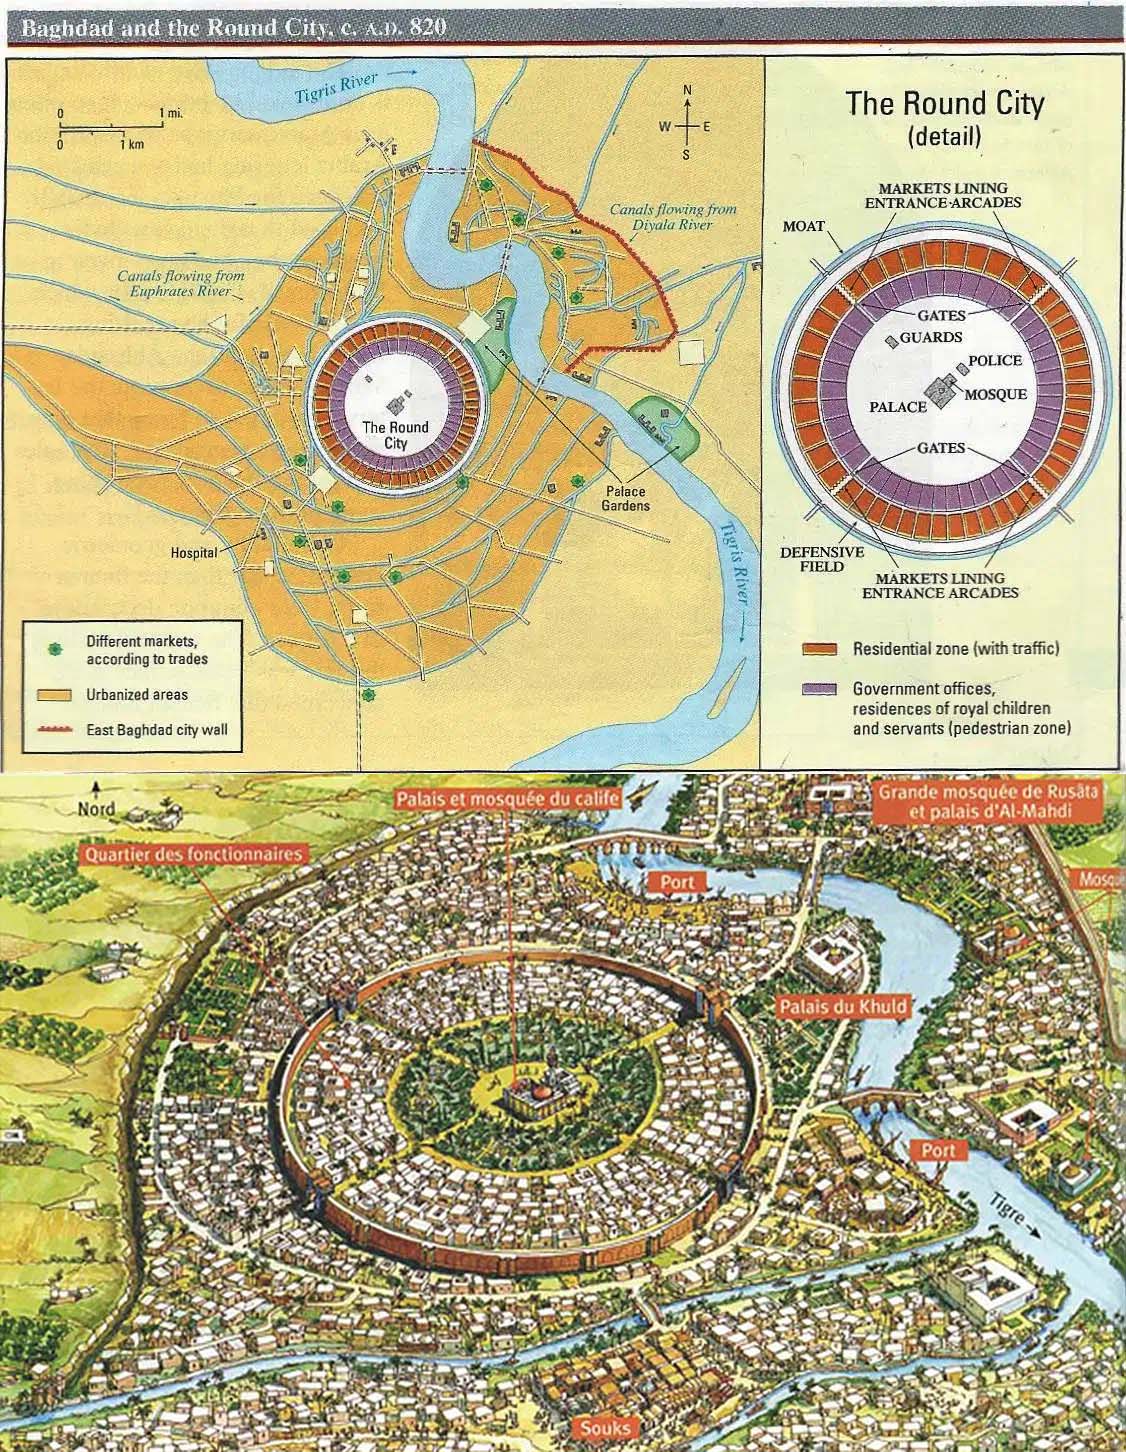 Baghdad and the Round City, c. A.D. 820
Tigris River
0 1 mi.
0 1 km
N
W E
S
Canals flowing from
Diyala River
Canals flowing from
Euphrates River
The Round
City
Palace
Gardens
Hospital
Tigris River
Different markets,
according to trades
Urbanized areas
East Baghdad city wall
The Round City
(detail)
MARKETS LINING
ENTRANCE ARCADES
MOAT
GATES
GUARDS
POLICE
MOSQUE
PALACE
GATES
DEFENSIVE
FIELD
MARKETS LINING
ENTRANCE ARCADES
Residential zone (with traffic)
Government offices,
residences of royal children
and servants (pedestrian zone)
Nord
Palais et mosquée du calife
Grande mosquée de Rusâta
et palais d'Al-Mahdi
Quartier des fonctionnaires
Port
Mosqué
Palais du Khuld
Port
Tigre
Souks